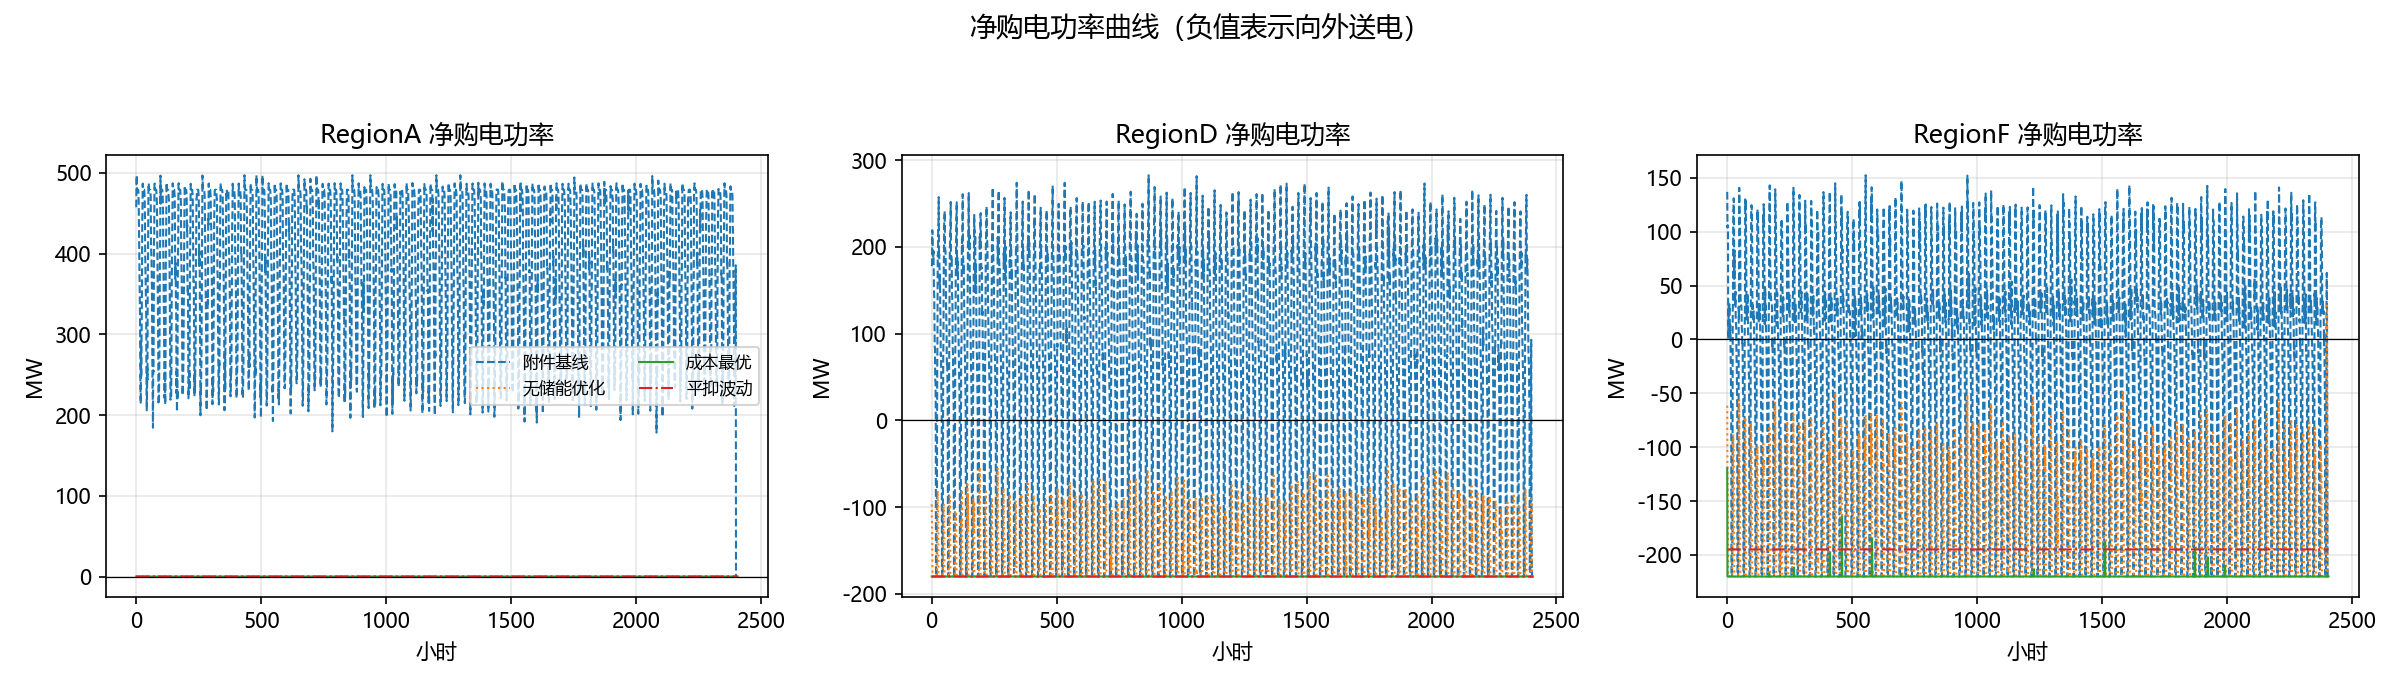 净购电功率曲线（负值表示向外送电）
RegionA 净购电功率
500
400
300
200
100
0
MW
0 500 1000 1500 2000 2500
小时
附件基线
无储能优化
成本最优
平抑波动
RegionD 净购电功率
300
200
100
0
-100
-200
MW
0 500 1000 1500 2000 2500
小时
RegionF 净购电功率
150
100
50
0
-50
-100
-150
-200
MW
0 500 1000 1500 2000 2500
小时